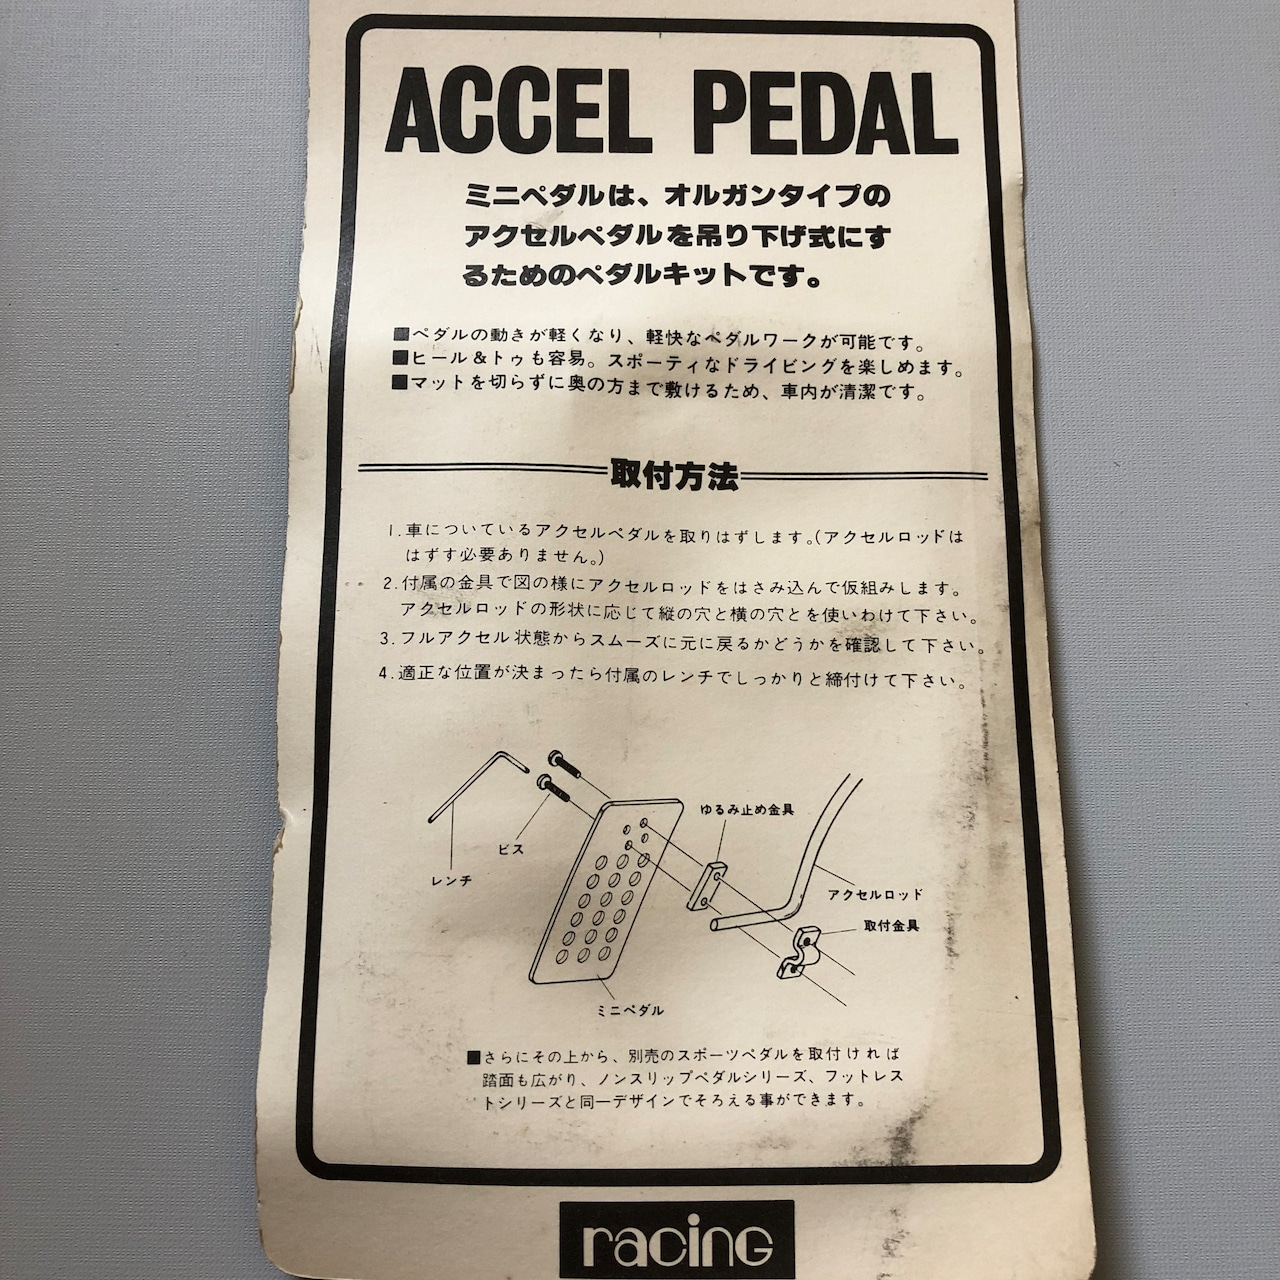 ACCEL PEDAL
ミニペダルは、オルガンタイプの
アクセルペダルを吊り下げ式にす
るためのペダルキットです。
■ペダルの動きが軽くなり、軽快なペダルワークが可能です。
■ヒール&トゥも容易。スポーティなドライビングを楽しめます。
■マットを切らずに奥の方まで敷けるため、車内が清潔です。
取付方法
1.車についているアクセルペダルを取りはずします。(アクセルロッドは
はずす必要ありません。)
2.付属の金具で図の様にアクセルロッドをはさみ込んで仮組みします。
アクセルロッドの形状に応じて縦の穴と横の穴とを使いわけて下さい。
3.フルアクセル状態からスムーズに元に戻るかどうかを確認して下さい。
4.適正な位置が決まったら付属のレンチでしっかりと締付けて下さい。
ゆるみ止め金具
ビス
レンチ
アクセルロッド
取付金具
ミニペダル
■さらにその上から、別売のスポーツペダルを取付ければ
踏面も広がり、ノンスリップペダルシリーズ、フットレス
トシリーズと同一デザインでそろえる事ができます。
racing